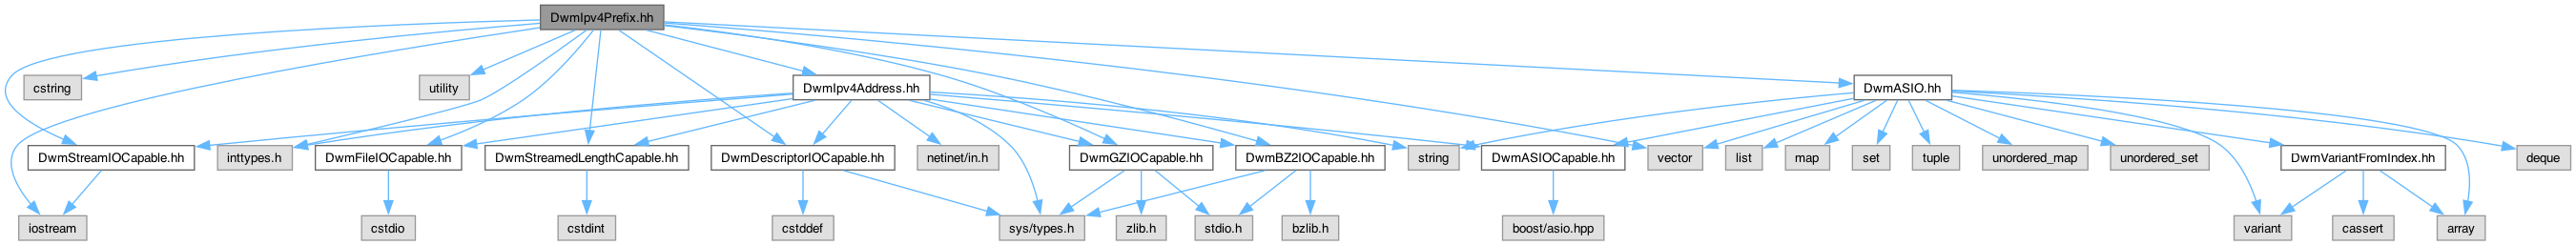 DwmIpv4Prefix.hh
cstring
utility
DwmIpv4Address.hh
DwmASIO.hh
DwmStreamIOCapable.hh
inttypes.h
DwmFileIOCapable.hh
DwmStreamedLengthCapable.hh
DwmDescriptorIOCapable.hh
netinet/in.h
DwmGZIOCapable.hh
DwmBZ2IOCapable.hh
string
DwmASIOCapable.hh
vector
list
map
set
tuple
unordered_map
unordered_set
DwmVariantFromIndex.hh
deque
iostream
cstdio
cstdint
cstddef
sys/types.h
zlib.h
stdio.h
bzlib.h
boost/asio.hpp
variant
cassert
array